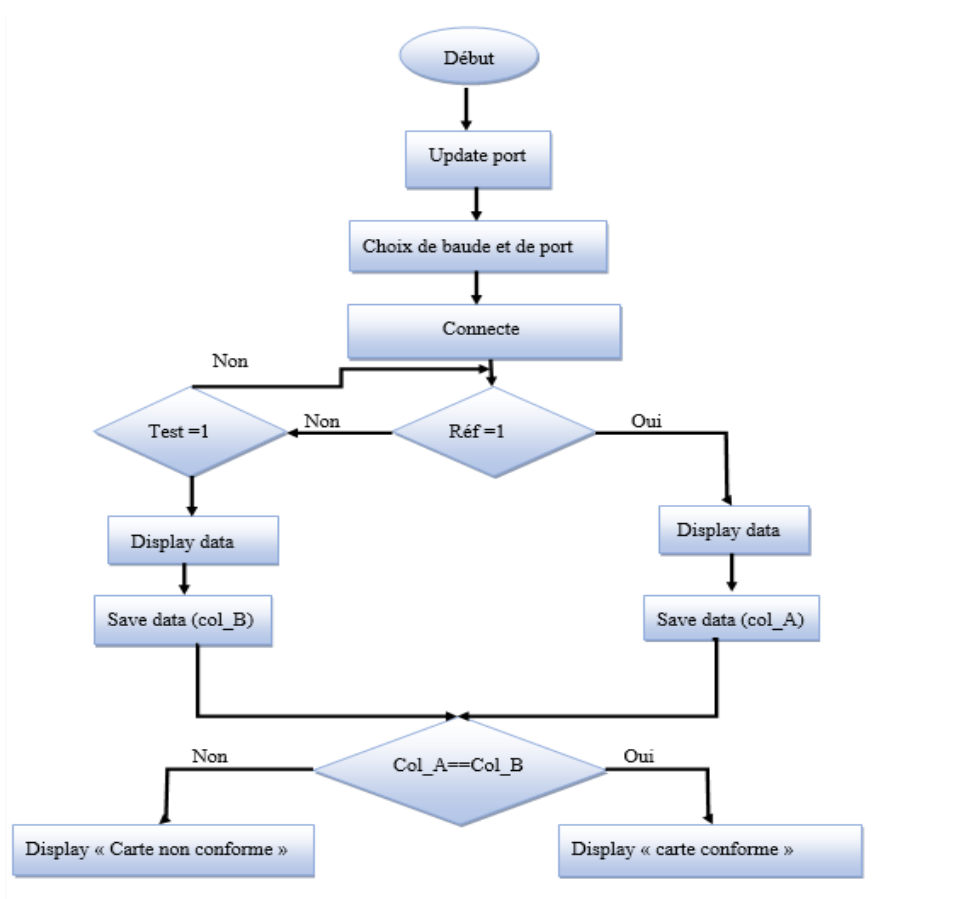 Début
Update port
Choix de baude et de port
Connecte
Non
Test =1
Non
Réf =1
Oui
Display data
Display data
Save data (col_B)
Save data (col_A)
Non
Col_A==Col_B
Oui
Display « Carte non conforme »
Display « carte conforme »